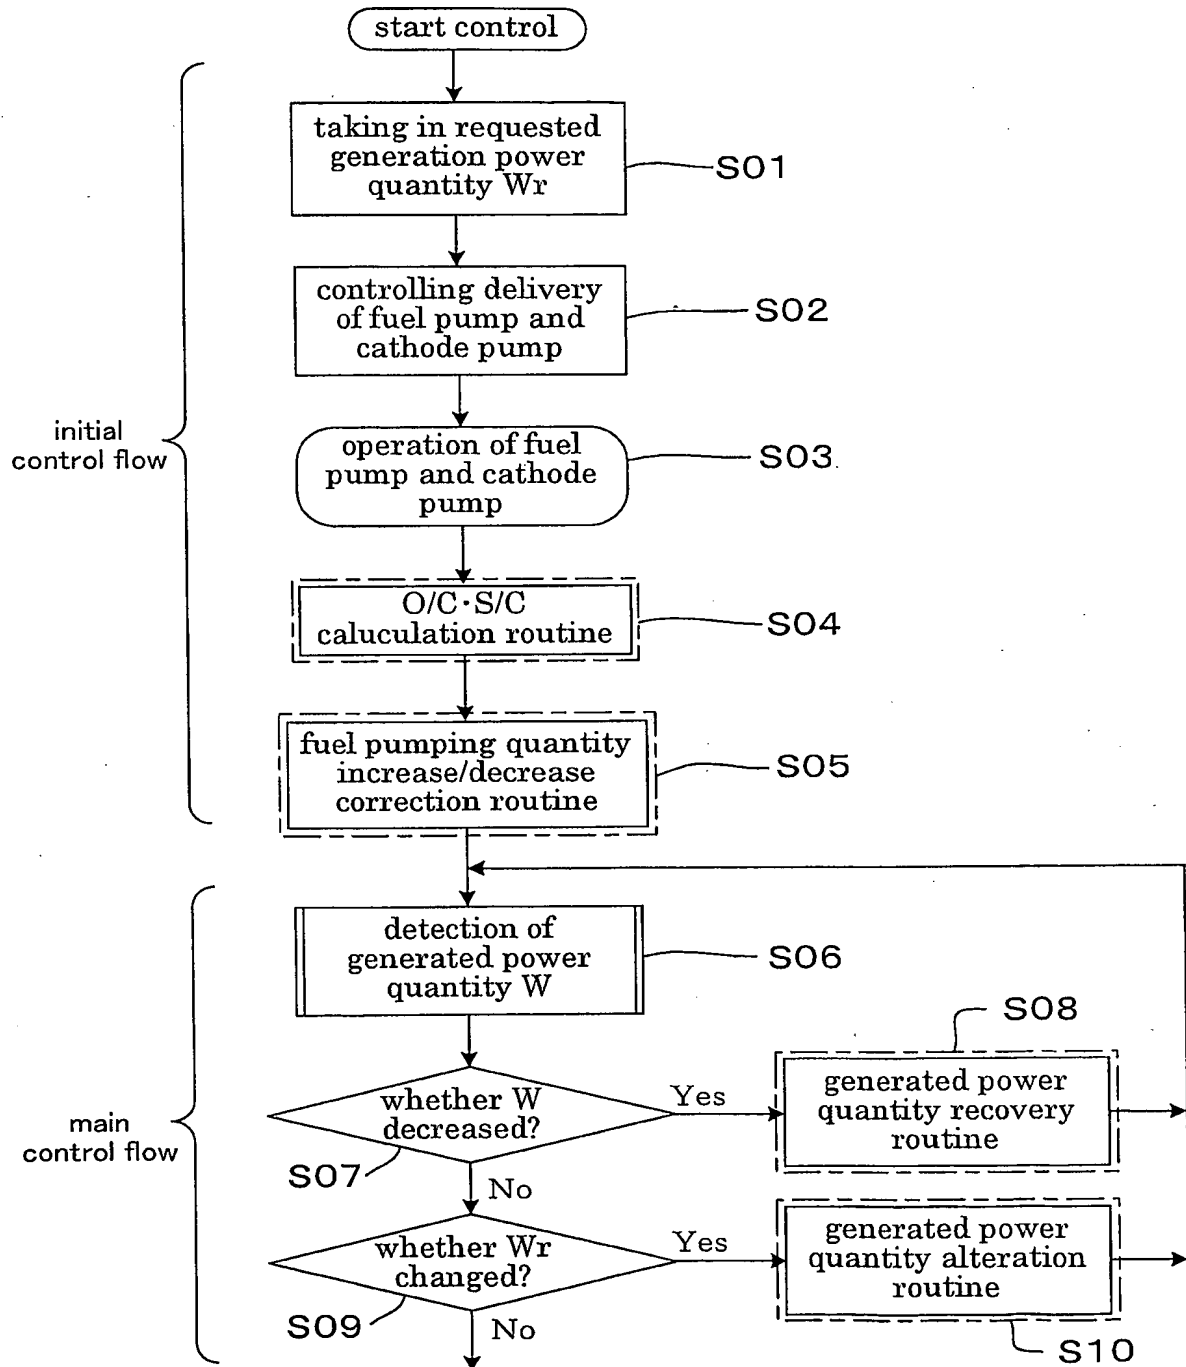 start control
taking in requested
generation power
quantity Wr
S01
controlling delivery
of fuel pump and
cathode pump
S02
initial
control flow
operation of fuel
pump and cathode
pump
S03
O/C·S/C
caluculation routine
S04
fuel pumping quantity
increase/decrease
correction routine
S05
detection of
generated power
quantity W
S06
main
control flow
whether W
decreased?
S07
Yes
No
S08
generated power
quantity recovery
routine
whether Wr
changed?
S09
Yes
No
generated power
quantity alteration
routine
S10